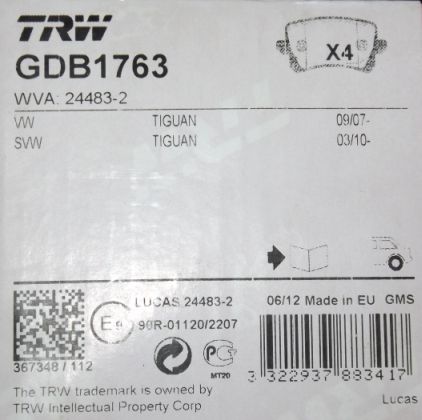 TRW
GDB1763
X4
WVA: 24483-2
VW TIGUAN 09/07-
SVW TIGUAN 03/10-
LUCAS 24483-2
06/12 Made in EU GMS
E9 90R-01120/2207
367348 / 112
MT20
3 322937 883417
The TRW trademark is owned by
TRW Intellectual Property Corp
Lucas